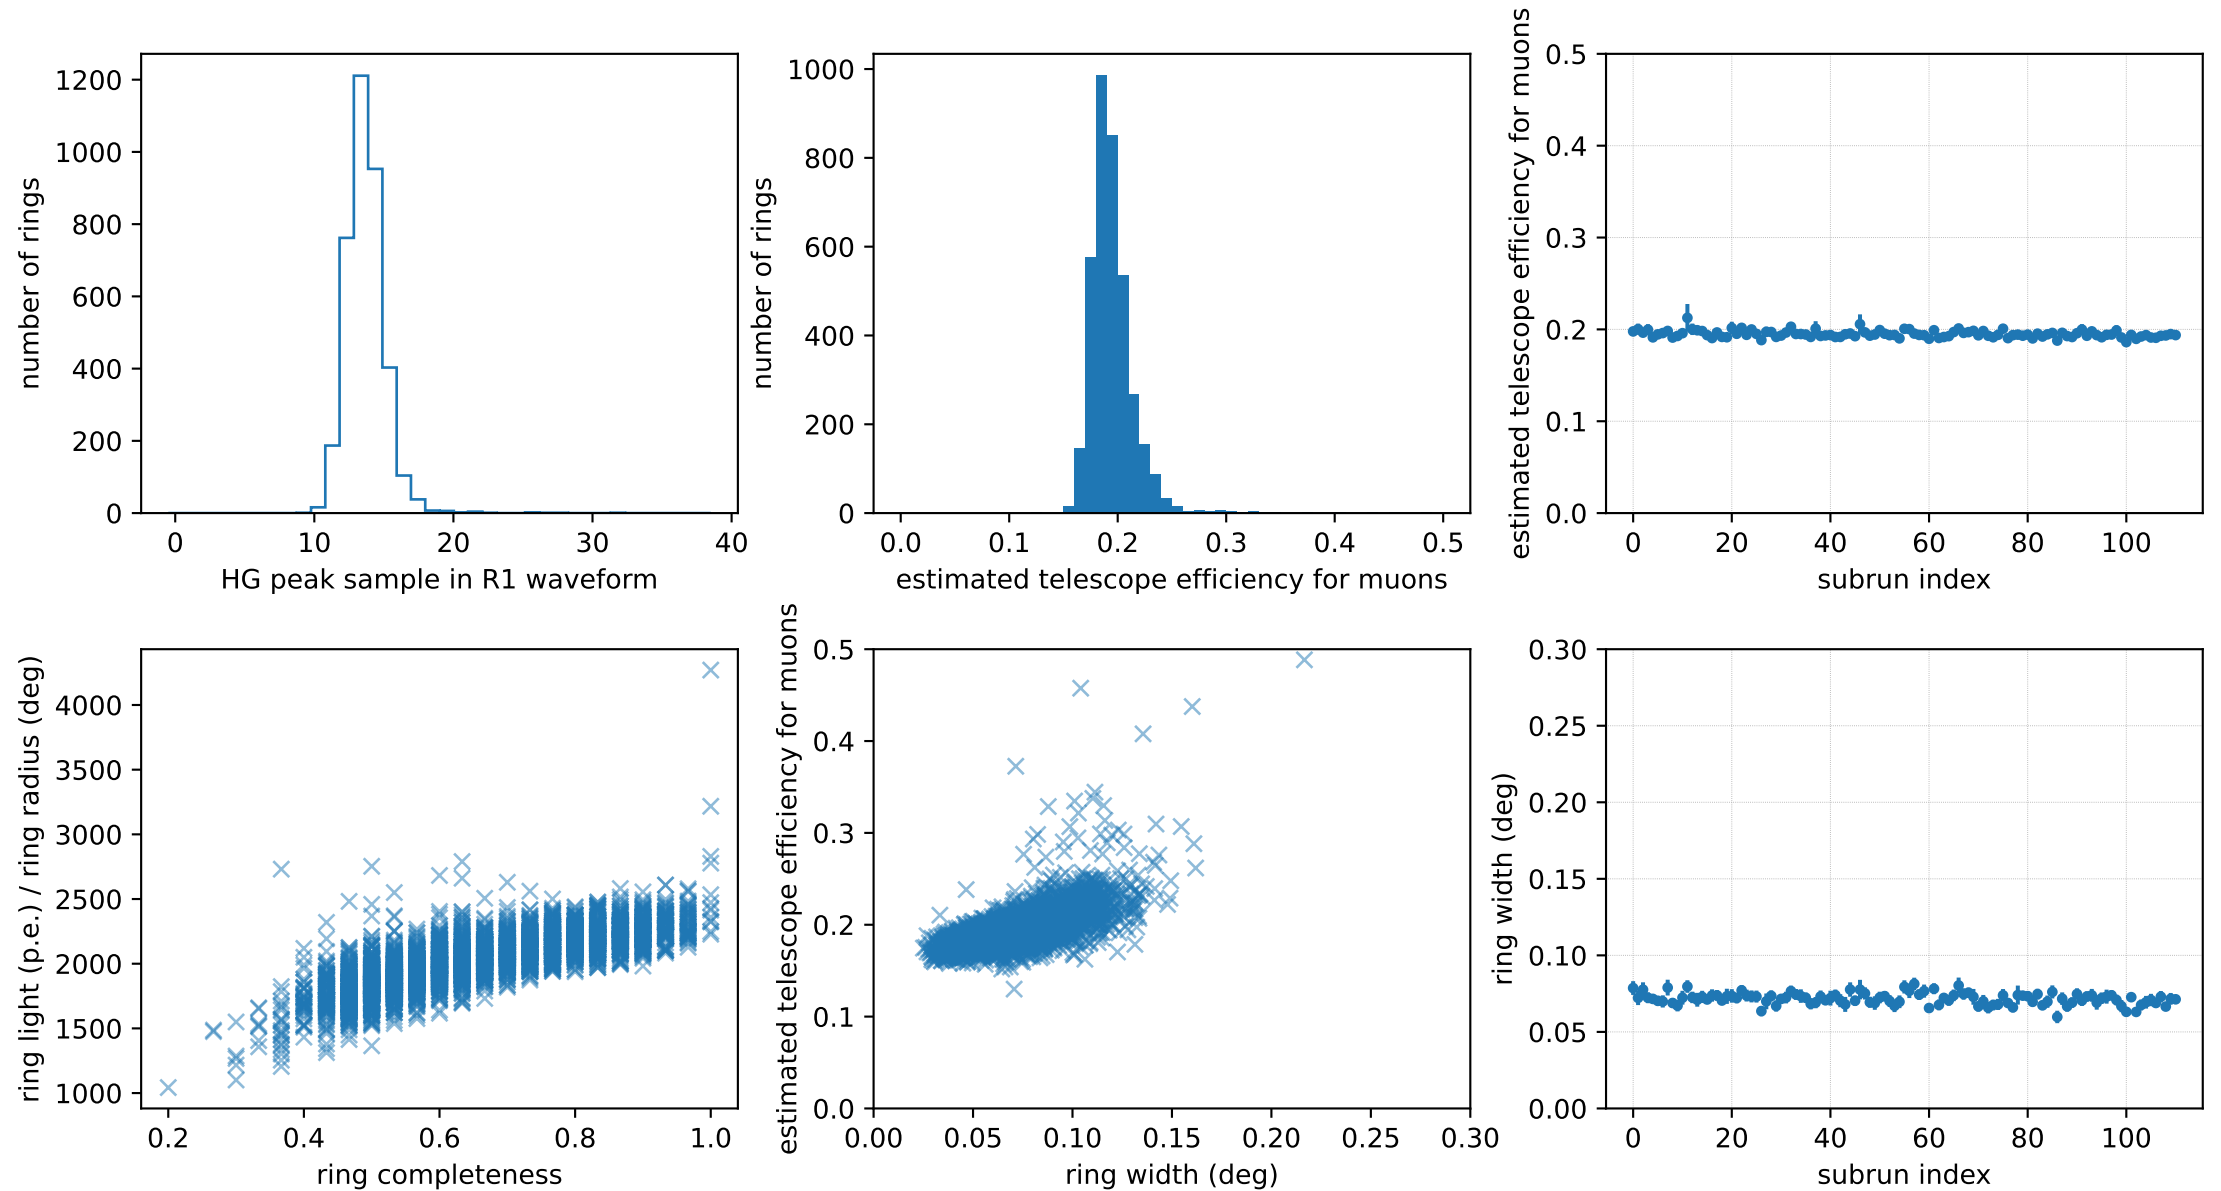 1200
1000
800
600
400
200
0
number of rings
0 10 20 30 40
HG peak sample in R1 waveform
1000
800
600
400
200
0
number of rings
0.0 0.1 0.2 0.3 0.4 0.5
estimated telescope efficiency for muons
0.5
0.4
0.3
0.2
0.1
0.0
estimated telescope efficiency for muons
0 20 40 60 80 100
subrun index
4000
3500
3000
2500
2000
1500
1000
ring light (p.e.) / ring radius (deg)
0.2 0.4 0.6 0.8 1.0
ring completeness
0.5
0.4
0.3
0.2
0.1
0.0
estimated telescope efficiency for muons
0.00 0.05 0.10 0.15 0.20 0.25 0.30
ring width (deg)
0.30
0.25
0.20
0.15
0.10
0.05
0.00
ring width (deg)
0 20 40 60 80 100
subrun index